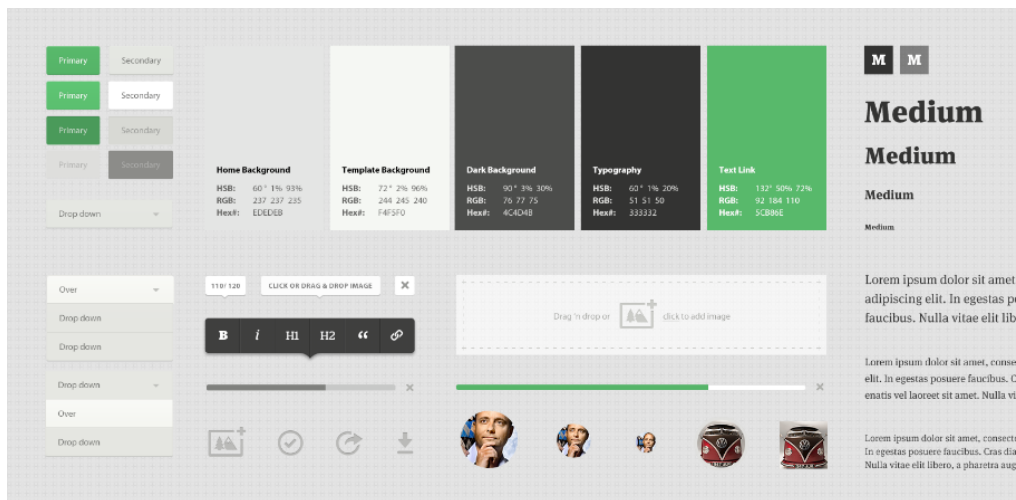 Primary
Secondary
Primary
Secondary
Primary
Secondary
Primary
Secondary
Drop down
Home Background
HSB: 60° 1% 93%
RGB: 237 237 235
Hex#: EDEDEB
Template Background
HSB: 72° 2% 96%
RGB: 244 245 240
Hex#: F4F5F0
Dark Background
HSB: 90° 3% 30%
RGB: 76 77 75
Hex#: 4C4D4B
Typography
HSB: 60° 1% 20%
RGB: 51 51 50
Hex#: 333332
Text Link
HSB: 132° 50% 72%
RGB: 92 184 110
Hex#: 5CB86E
M M
Medium
Medium
Medium
Medium
Over
Drop down
Drop down
Drop down
Over
Drop down
110/ 120
CLICK OR DRAG & DROP IMAGE
B i H1 H2
Drag 'n drop or click to add image
Lorem ipsum dolor sit amet
adipiscing elit. In egestas po
faucibus. Nulla vitae elit lib
Lorem ipsum dolor sit amet, conse
elit. In egestas posuere faucibus. C
enatis vel laoreet sit amet. Nulla vi
Lorem ipsum dolor sit amet, consect
In egestas posuere faucibus. Cras dia
Nulla vitae elit libero, a pharetra aug